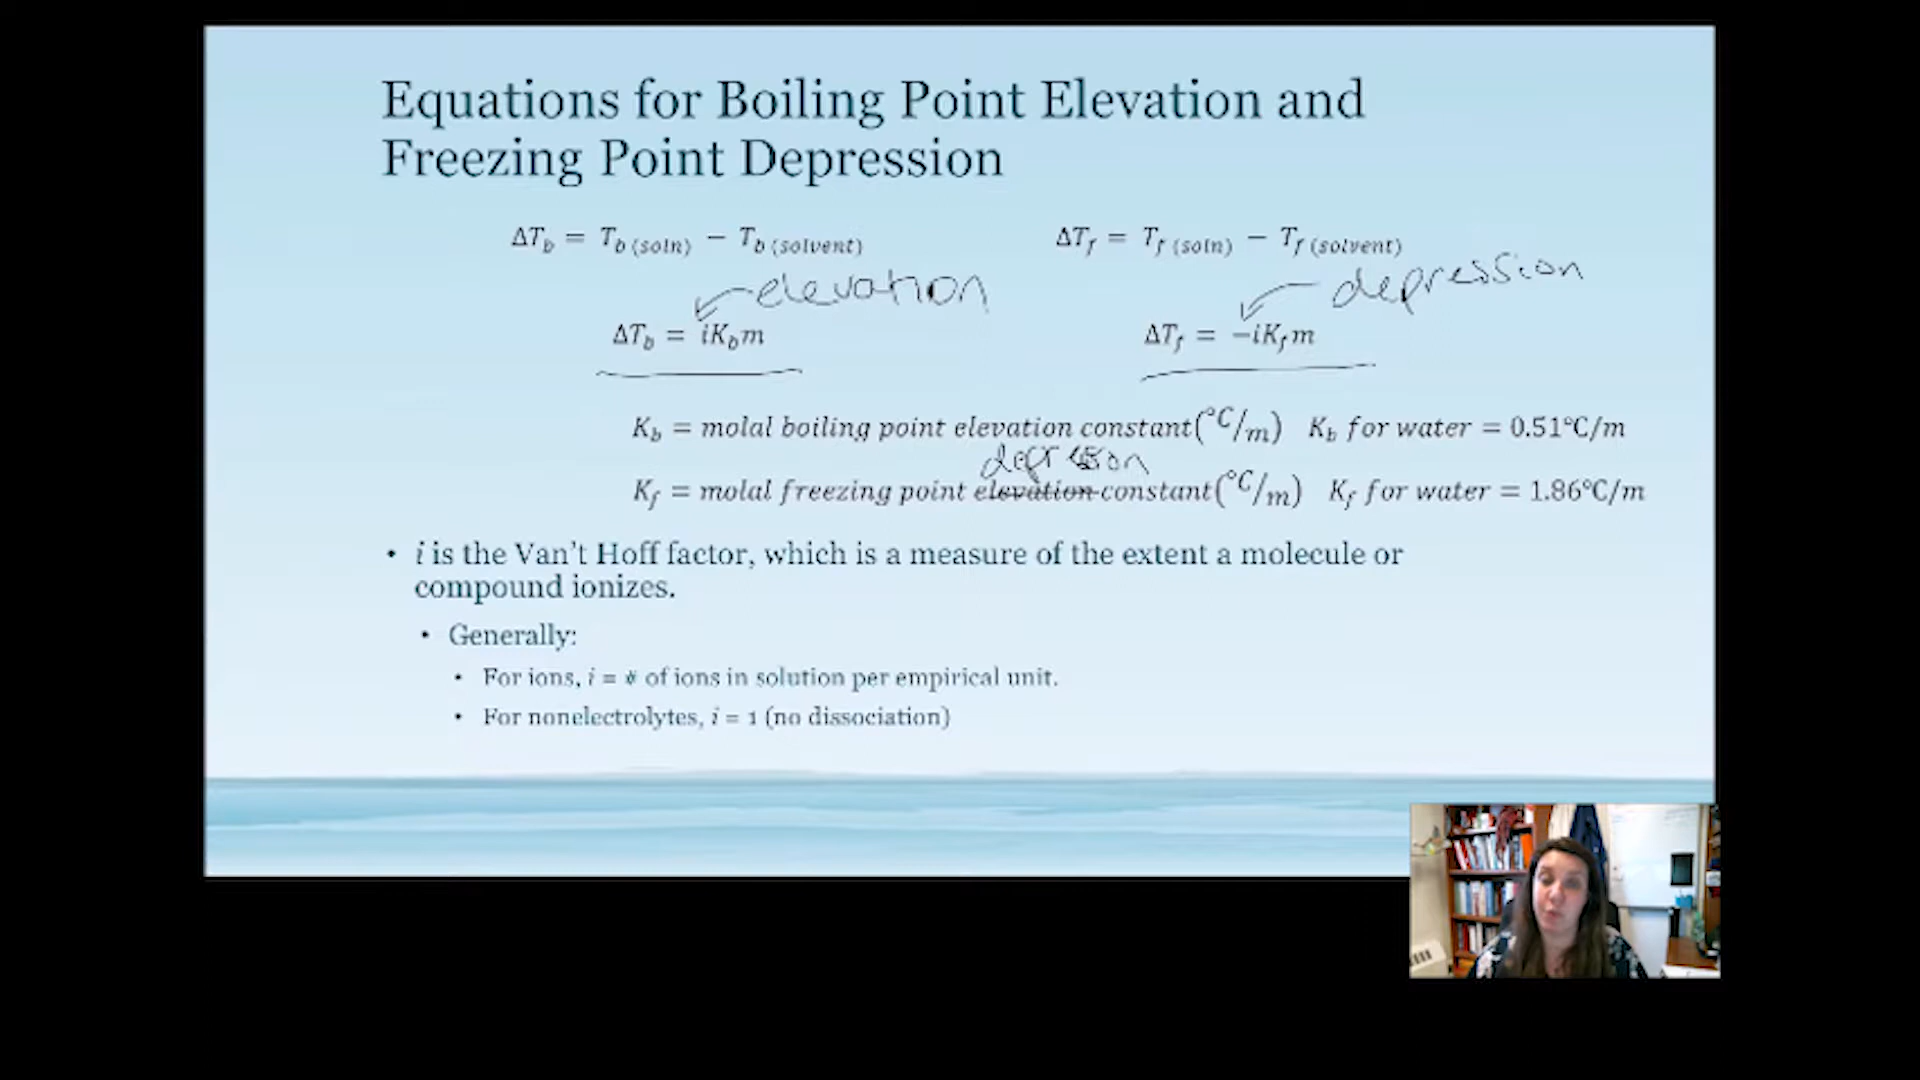 Equations for Boiling Point Elevation and
Freezing Point Depression
ΔT_b = T_b (soln) − T_b (solvent)
ΔT_f = T_f (soln) − T_f (solvent)
elevation
depression
ΔT_b = iK_b m
ΔT_f = −iK_f m
K_b = molal boiling point elevation constant(°C/m) K_b for water = 0.51°C/m
depression
K_f = molal freezing point elevation constant(°C/m) K_f for water = 1.86°C/m
• i is the Van't Hoff factor, which is a measure of the extent a molecule or
compound ionizes.
• Generally:
• For ions, i = # of ions in solution per empirical unit.
• For nonelectrolytes, i = 1 (no dissociation)